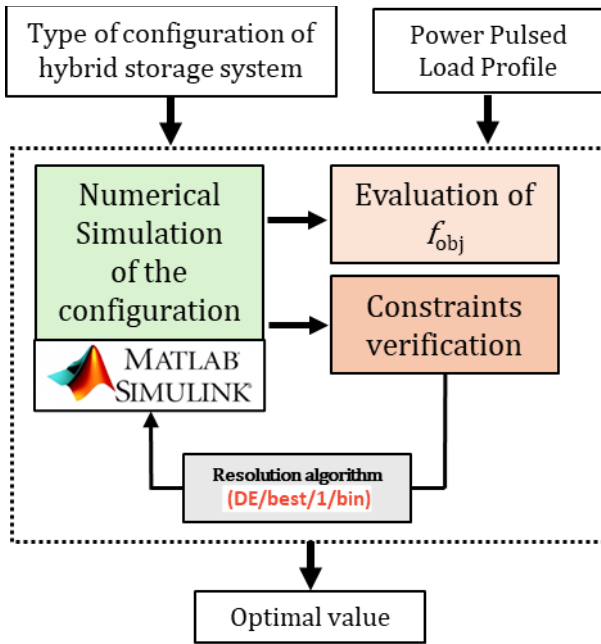 Type of configuration of
hybrid storage system
Power Pulsed
Load Profile
Numerical
Simulation
of the
configuration
MATLAB®
SIMULINK®
Evaluation of
fobj
Constraints
verification
Resolution algorithm
(DE/best/1/bin)
Optimal value